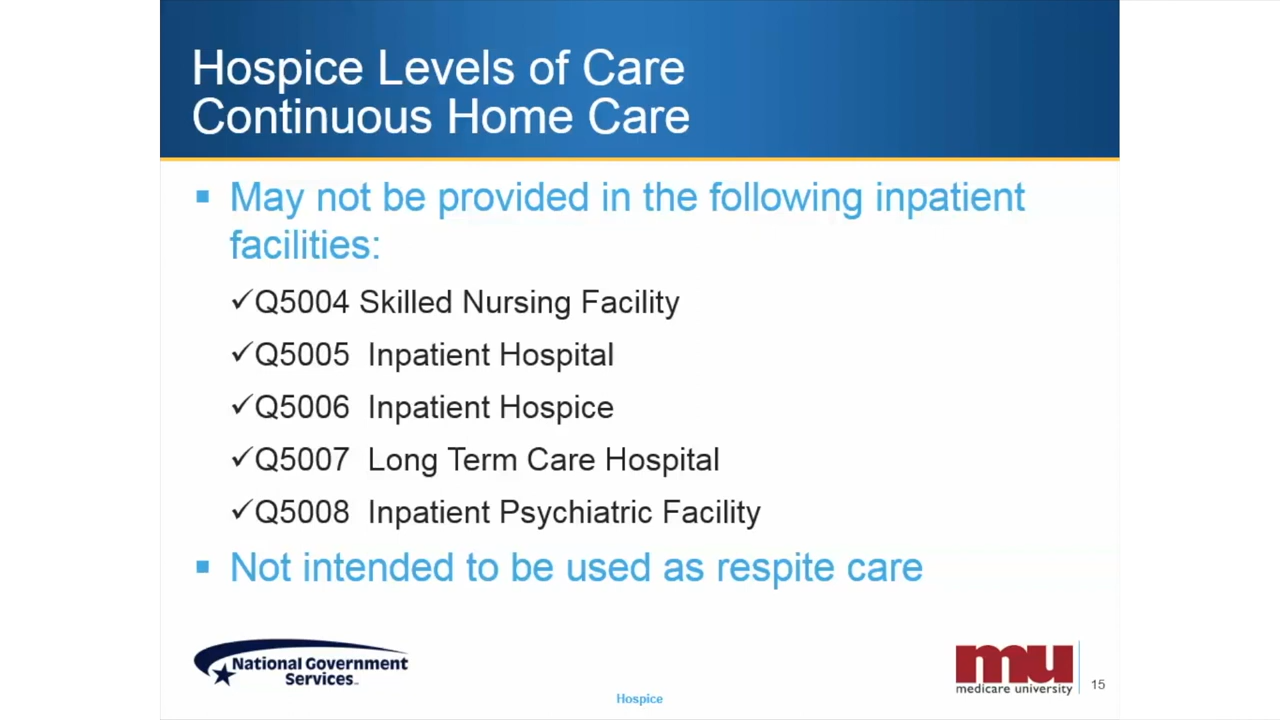 Hospice Levels of Care
Continuous Home Care
May not be provided in the following inpatient
facilities:
Q5004 Skilled Nursing Facility
Q5005 Inpatient Hospital
Q5006 Inpatient Hospice
Q5007 Long Term Care Hospital
Q5008 Inpatient Psychiatric Facility
Not intended to be used as respite care
National Government
Services
mu
medicare university
15
Hospice